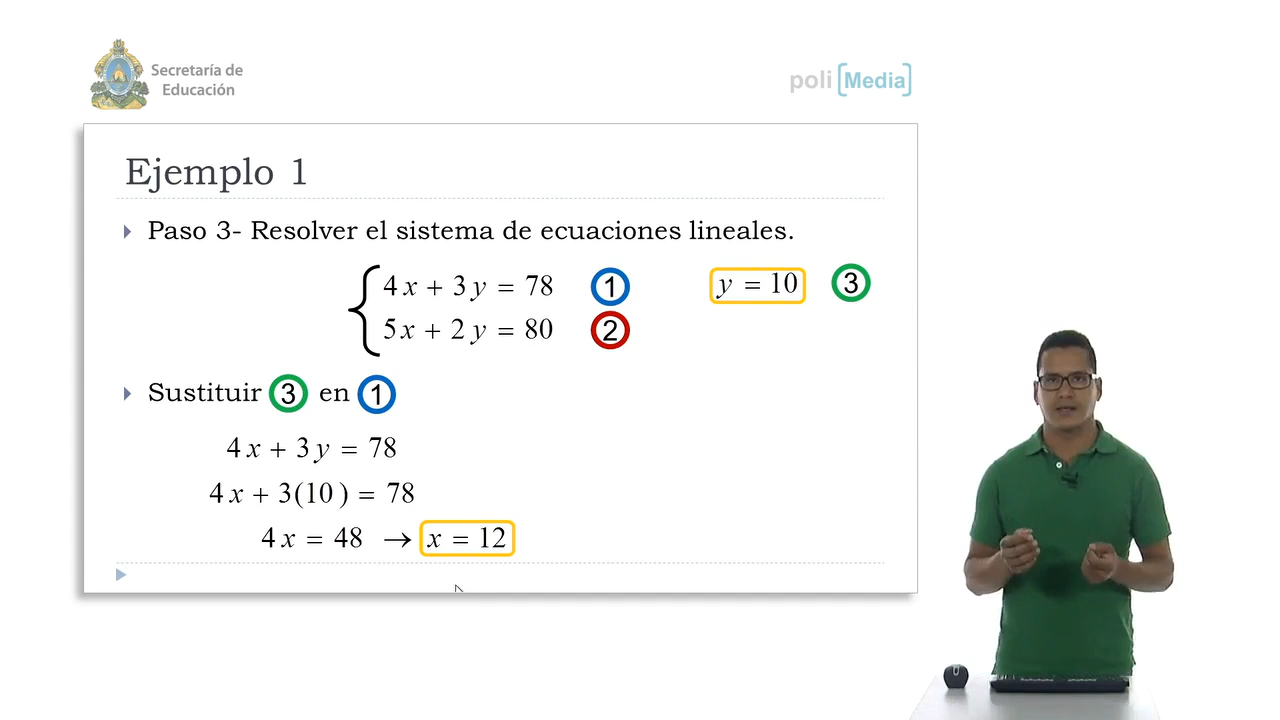 Secretaría de
Educación
poli [Media]
Ejemplo 1
Paso 3- Resolver el sistema de ecuaciones lineales.
4x + 3y = 78 1 y = 10 3
5x + 2y = 80 2
Sustituir 3 en 1
4x + 3y = 78
4x + 3(10) = 78
4x = 48 → x = 12